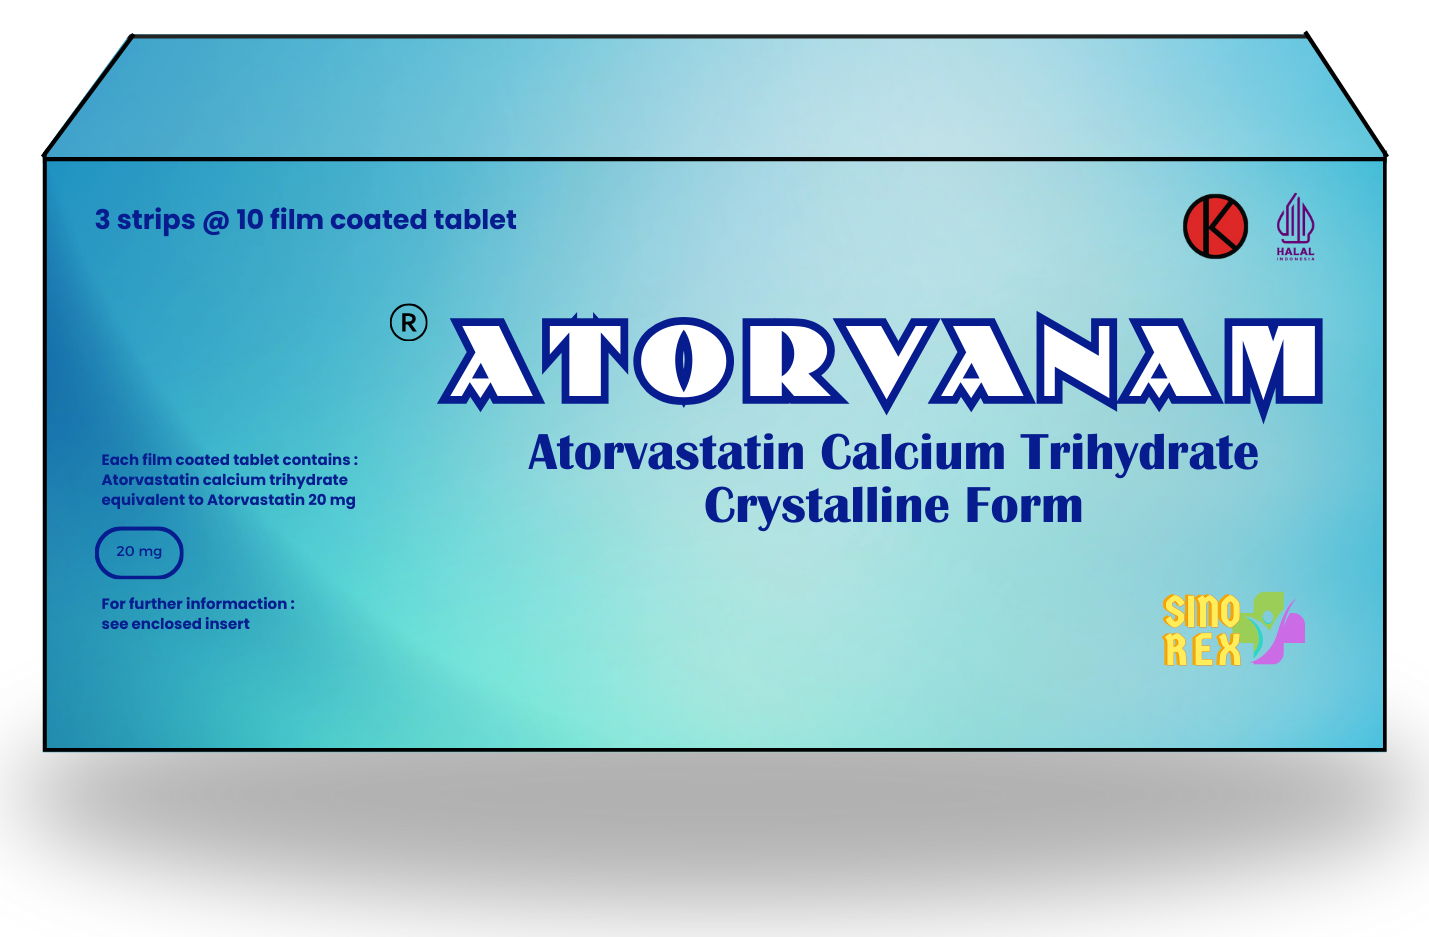 3 strips @ 10 film coated tablet
K
HALAL
INDONESIA
®
ATORVANAM
Atorvastatin Calcium Trihydrate
Crystalline Form
Each film coated tablet contains :
Atorvastatin calcium trihydrate
equivalent to Atorvastatin 20 mg
20 mg
For further informaction :
see enclosed insert
SINO
REX